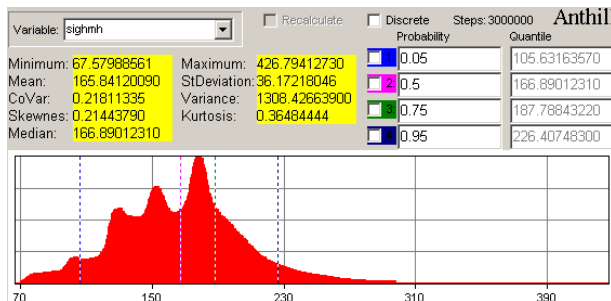 Variable: sighmh Recalculate Discrete Steps: 3000000 Anthill
Probability Quantile
Minimum: 67.57988561 Maximum: 426.79412730 1 0.05 105.63163570
Mean: 165.84120090 StDeviation: 36.17218046 2 0.5 166.89012310
CoVar: 0.21811335 Variance: 1308.42663900 3 0.75 187.78843220
Skewnes: 0.21443790 Kurtosis: 0.36484444 4 0.95 226.40748300
Median: 166.89012310
70 150 230 310 390